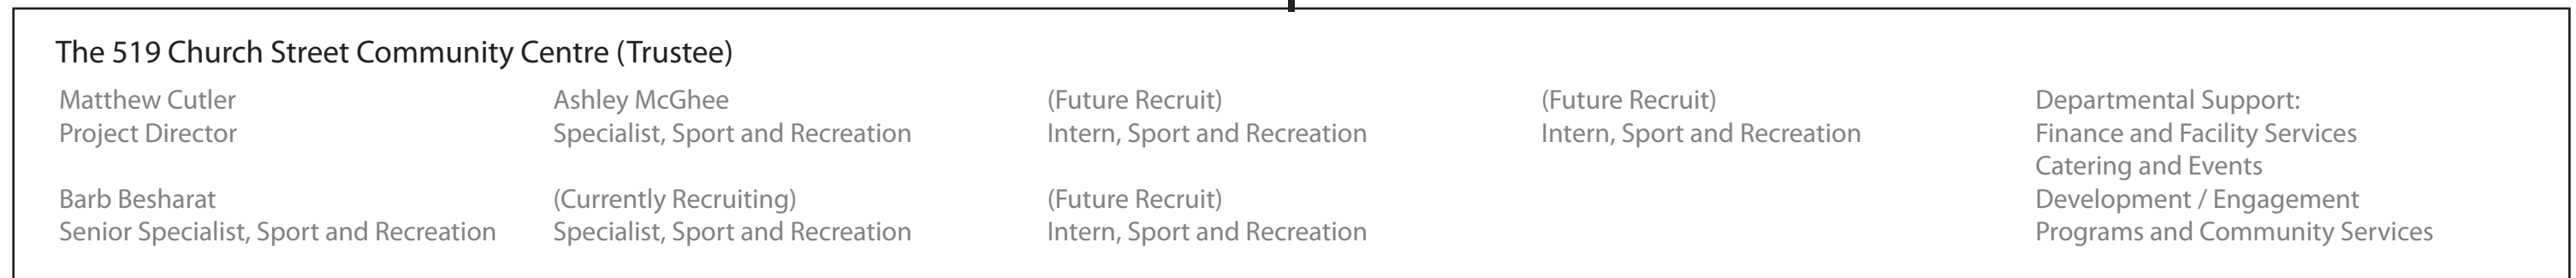 The 519 Church Street Community Centre (Trustee)
Matthew Cutler
Project Director
Barb Besharat
Senior Specialist, Sport and Recreation
Ashley McGhee
Specialist, Sport and Recreation
(Currently Recruiting)
Specialist, Sport and Recreation
(Future Recruit)
Intern, Sport and Recreation
(Future Recruit)
Intern, Sport and Recreation
(Future Recruit)
Intern, Sport and Recreation
Departmental Support:
Finance and Facility Services
Catering and Events
Development / Engagement
Programs and Community Services